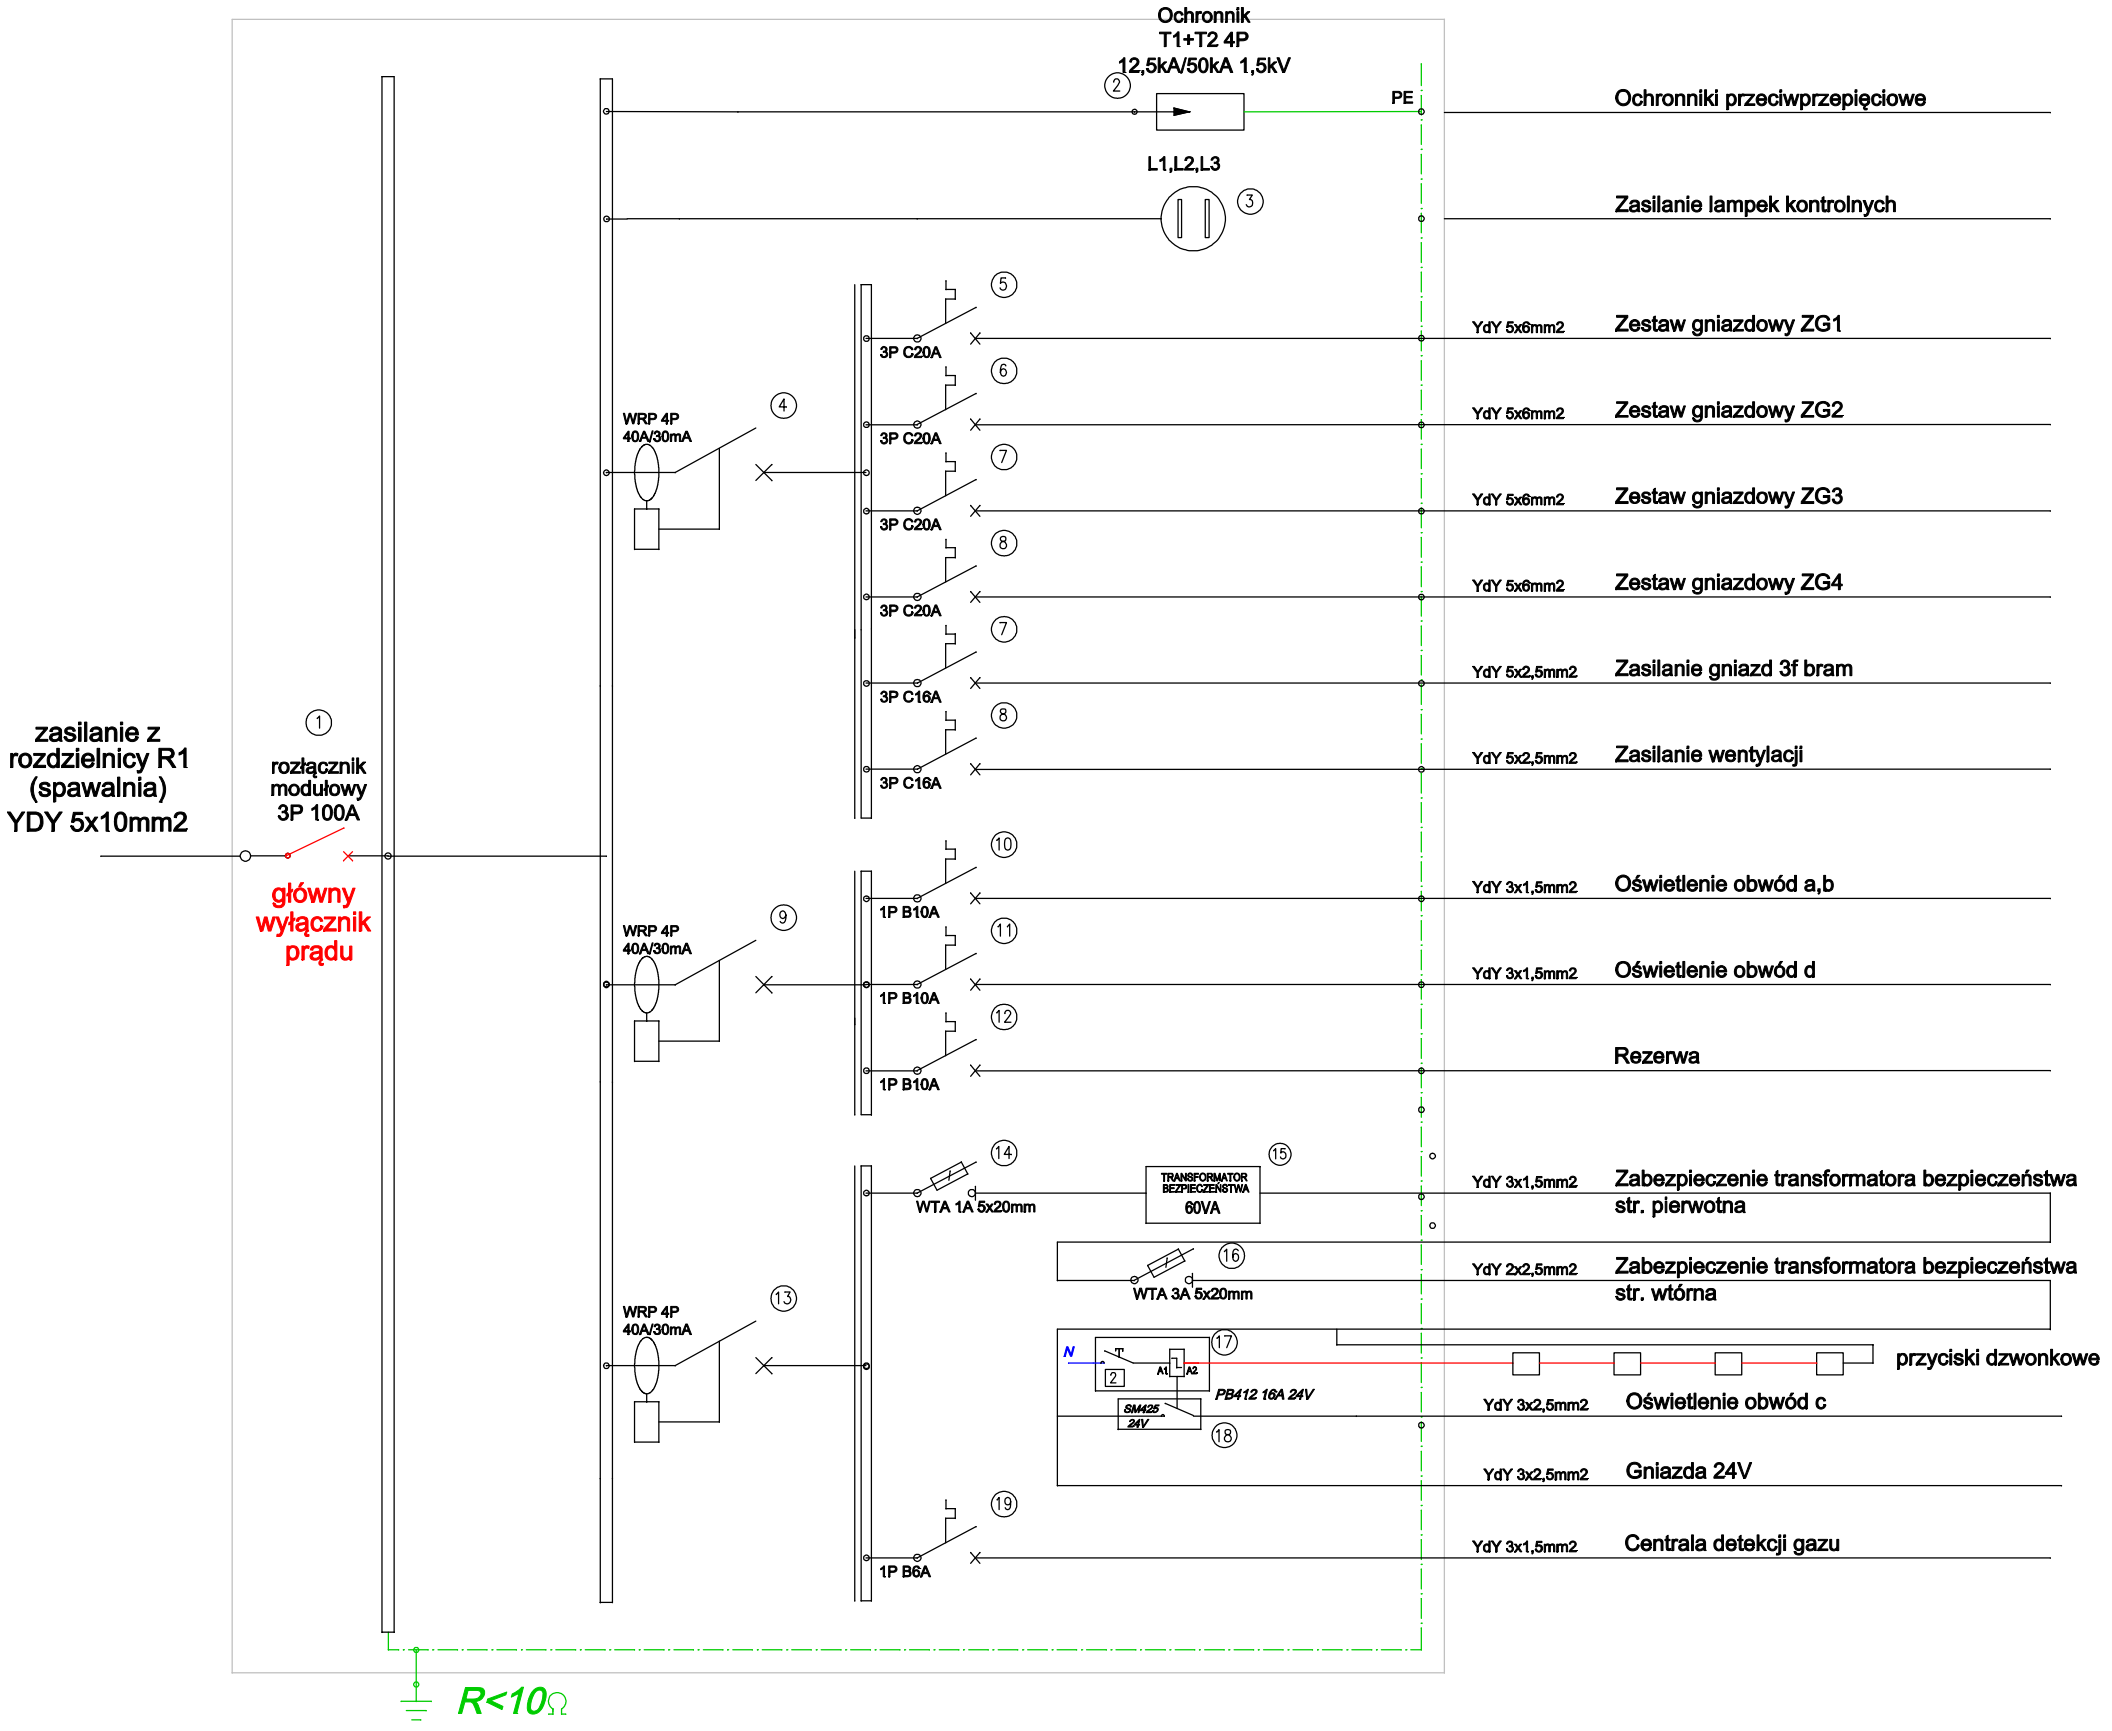 Ochronnik
T1+T2 4P
12,5kA/50kA 1,5kV
2
PE
Ochronniki przeciwprzepięciowe
L1,L2,L3
3
Zasilanie lampek kontrolnych
5
3P C20A
YdY 5x6mm2
Zestaw gniazdowy ZG1
6
3P C20A
YdY 5x6mm2
Zestaw gniazdowy ZG2
4
WRP 4P
40A/30mA
7
3P C20A
YdY 5x6mm2
Zestaw gniazdowy ZG3
8
3P C20A
YdY 5x6mm2
Zestaw gniazdowy ZG4
7
3P C16A
YdY 5x2,5mm2
Zasilanie gniazd 3f bram
8
3P C16A
YdY 5x2,5mm2
Zasilanie wentylacji
zasilanie z
rozdzielnicy R1
(spawalnia)
YDY 5x10mm2
1
rozłącznik
modułowy
3P 100A
główny
wyłącznik
prądu
10
1P B10A
YdY 3x1,5mm2
Oświetlenie obwód a,b
9
WRP 4P
40A/30mA
11
1P B10A
YdY 3x1,5mm2
Oświetlenie obwód d
12
1P B10A
Rezerwa
14
WTA 1A 5x20mm
15
TRANSFORMATOR
BEZPIECZEŃSTWA
60VA
YdY 3x1,5mm2
Zabezpieczenie transformatora bezpieczeństwa
str. pierwotna
16
WTA 3A 5x20mm
YdY 2x2,5mm2
Zabezpieczenie transformatora bezpieczeństwa
str. wtórna
13
WRP 4P
40A/30mA
17
N
T
A1
A2
2
PB412 16A 24V
przyciski dzwonkowe
SM425
24V
18
YdY 3x2,5mm2
Oświetlenie obwód c
YdY 3x2,5mm2
Gniazda 24V
19
1P B6A
YdY 3x1,5mm2
Centrala detekcji gazu
R<10Ω